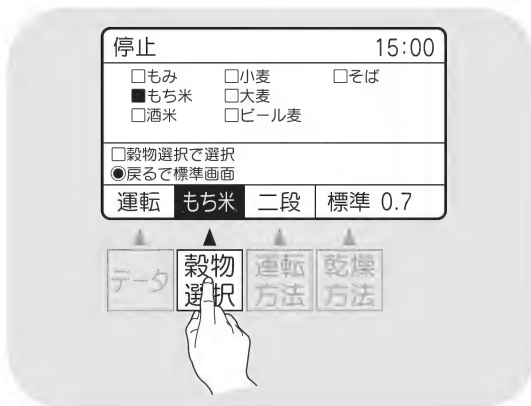 停止 15:00
□もみ □小麦 □そば
■もち米 □大麦
□酒米 □ビール麦
□穀物選択で選択
◉戻るで標準画面
運転 もち米 二段 標準 0.7
データ 穀物選択 運転方法 乾燥方法